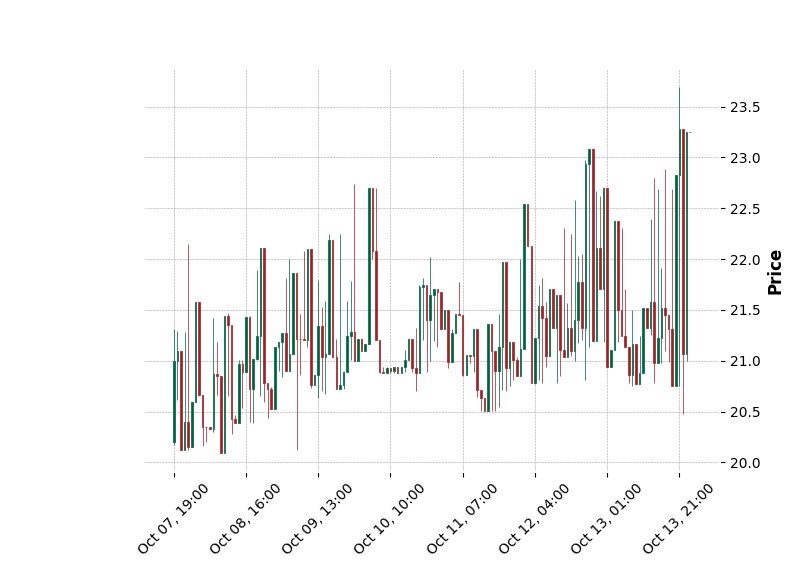 23.5
23.0
22.5
22.0
21.5
21.0
20.5
20.0
Price
Oct 07, 19:00
Oct 08, 16:00
Oct 09, 13:00
Oct 10, 10:00
Oct 11, 07:00
Oct 12, 04:00
Oct 13, 01:00
Oct 13, 21:00